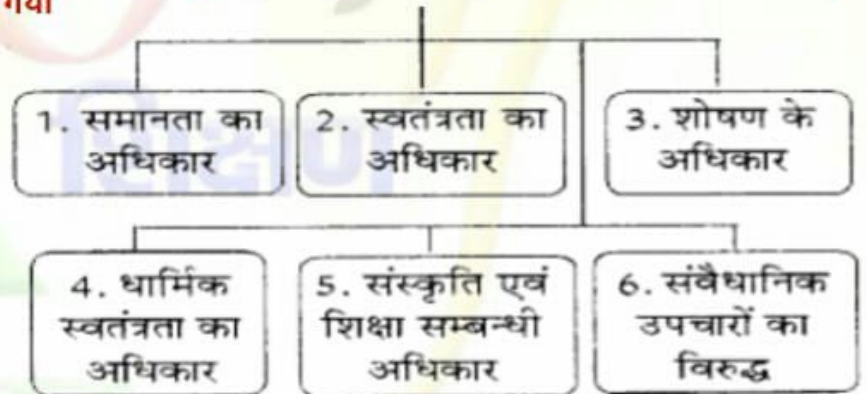 गया
1. समानता का
अधिकार
2. स्वतंत्रता का
अधिकार
3. शोषण के
अधिकार
4. धार्मिक
स्वतंत्रता का
अधिकार
5. संस्कृति एवं
शिक्षा सम्बन्धी
अधिकार
6. संवैधानिक
उपचारों का
विरुद्ध
शिक्षण